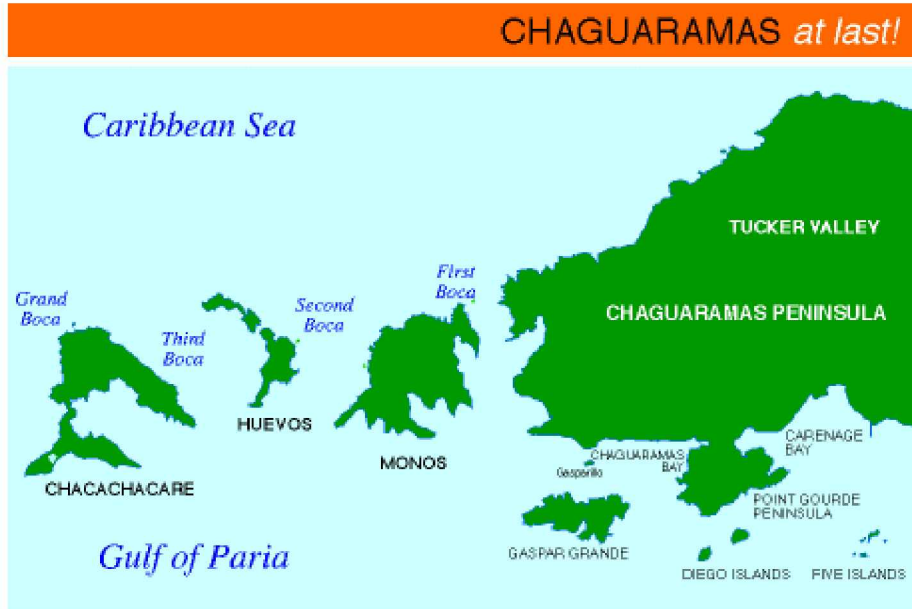 CHAGUARAMAS at last!
Caribbean Sea
TUCKER VALLEY
First
Boca
Grand
Boca
Second
Boca
CHAGUARAMAS PENINSULA
Third
Boca
HUEVOS
MONOS
CHACACHACARE
CARENAGE
BAY
CHAGUARAMAS
BAY
Gasparillo
POINT GOURDE
PENINSULA
GASPAR GRANDE
Gulf of Paria
DIEGO ISLANDS
FIVE ISLANDS